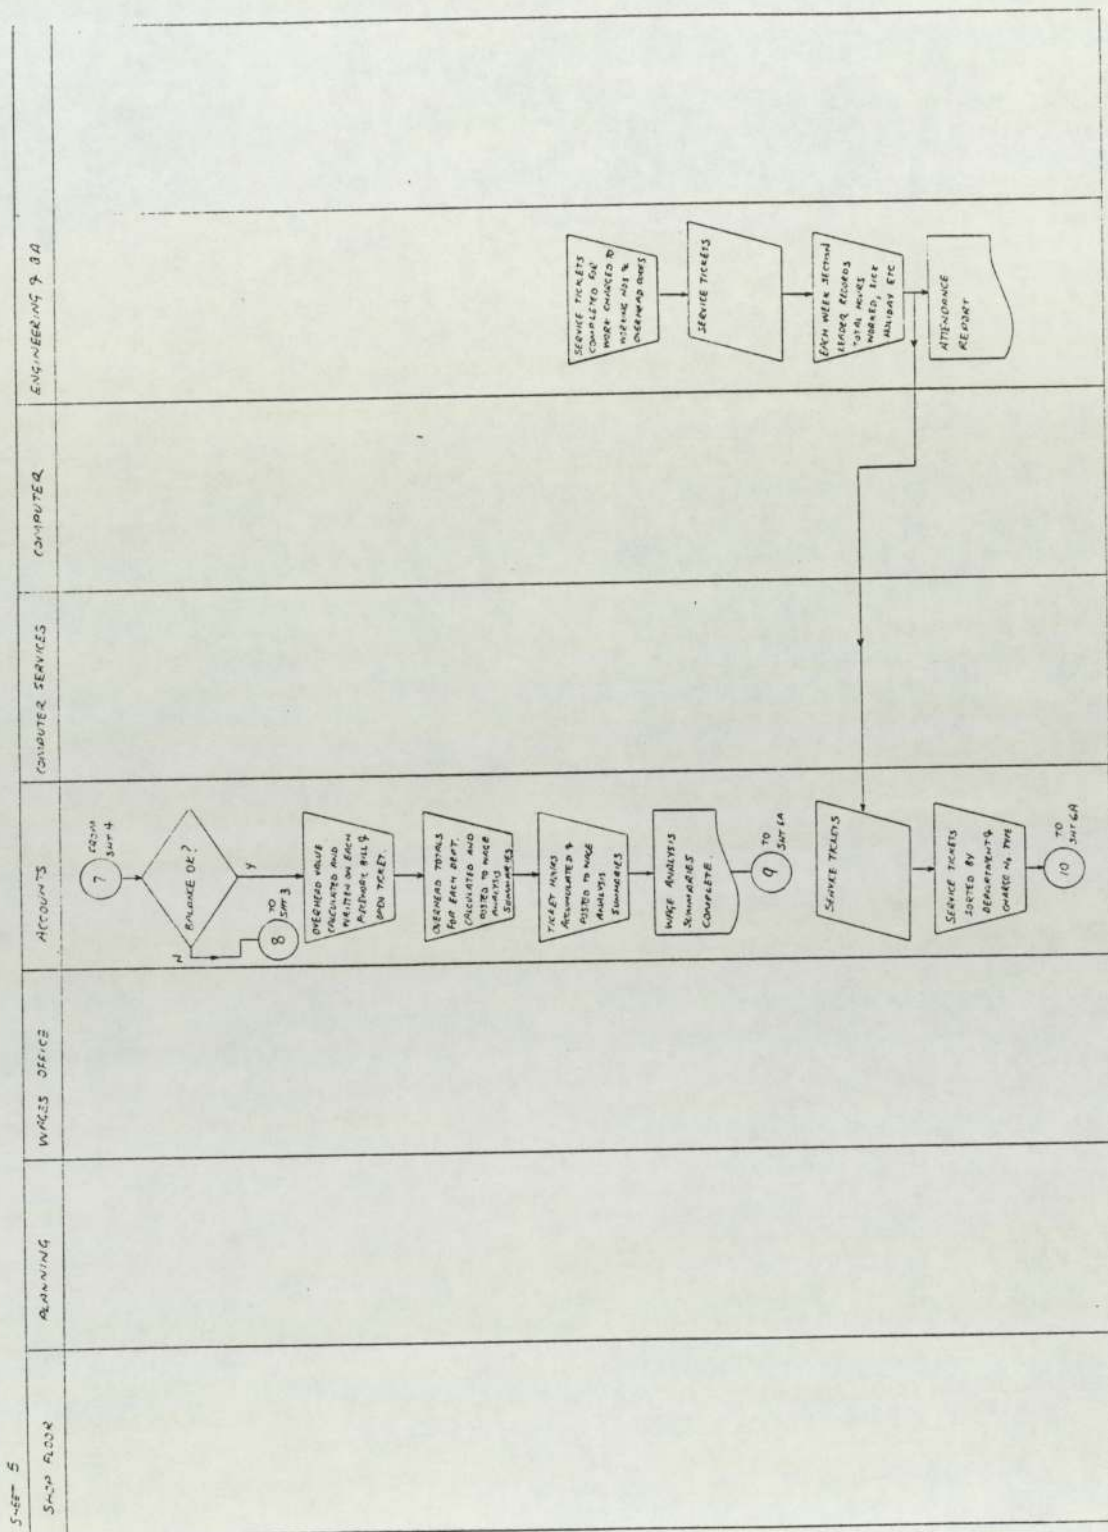 SHEET 5
SHOP FLOOR
PLANNING
WAGES OFFICE
ACCOUNTS
COMPUTER SERVICES
COMPUTER
ENGINEERING & QA
7
FROM
SHT 4
BALANCE OK?
N
Y
8
TO
SHT 3
OVERHEAD VALUE
CALCULATED AND
WRITTEN ON EACH
PIECEWORK BILL &
OPEN TICKET.
OVERHEAD TOTALS
FOR EACH DEPT.
CALCULATED AND
POSTED TO WAGE
ANALYSIS
SUMMARIES
TICKET HOURS
ACCUMULATED &
POSTED TO WAGE
ANALYSIS
SUMMARIES
WAGE ANALYSIS
SUMMARIES
COMPLETE.
9
TO
SHT 6A
SERVICE TICKETS
SERVICE TICKETS
SORTED BY
DEPARTMENT &
CHARGE No TYPE
10
TO
SHT 6A
SERVICE TICKETS
COMPLETED FOR
WORK CHARGED TO
WORKING NOS &
OVERHEAD CODES
SERVICE TICKETS
EACH WEEK SECTION
LEADER RECORDS
TOTAL HOURS
WORKED, SICK
HOLIDAY ETC
ATTENDANCE
REPORT